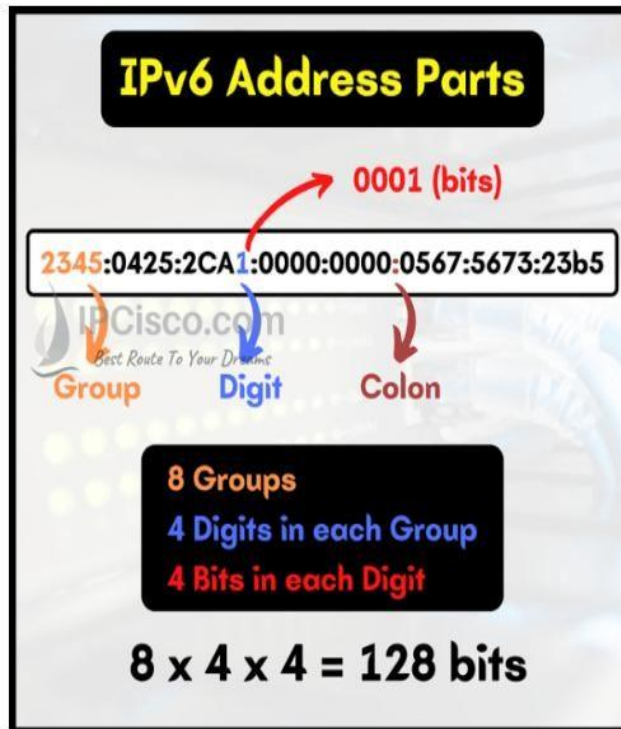 IPv6 Address Parts
0001 (bits)
2345:0425:2CA1:0000:0000:0567:5673:23b5
IPCisco.com
Best Route To Your Dreams
Group Digit Colon
8 Groups
4 Digits in each Group
4 Bits in each Digit
8 x 4 x 4 = 128 bits